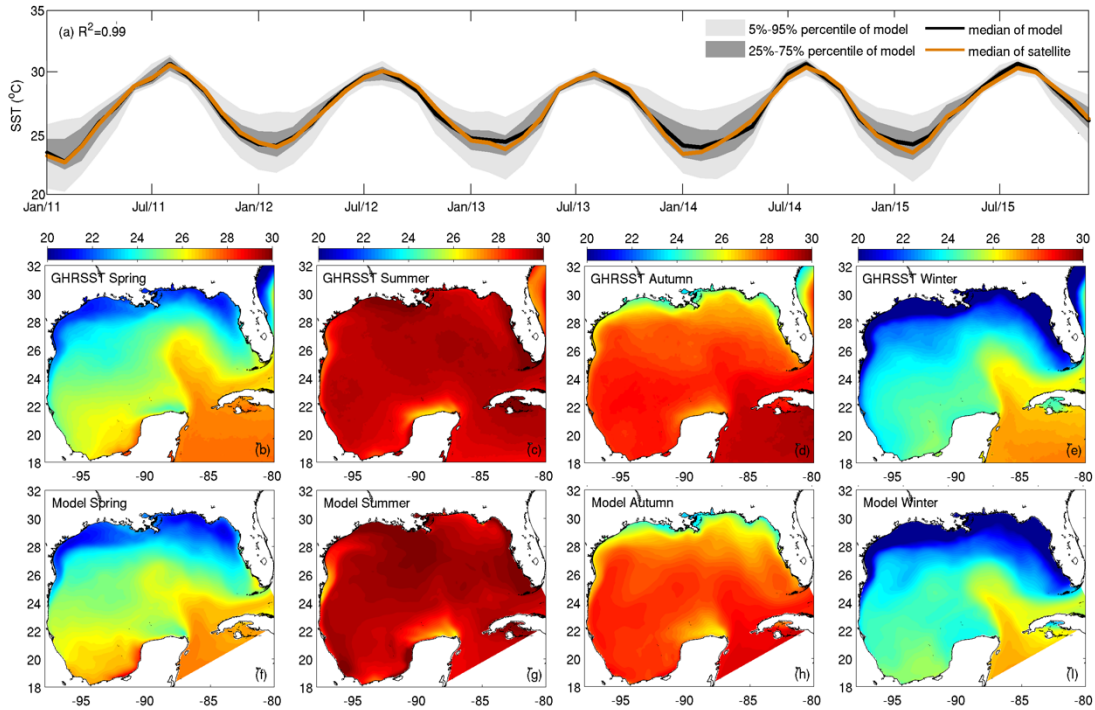 35
(a) R²=0.99
5%-95% percentile of model
median of model
25%-75% percentile of model
median of satellite
30
SST (°C)
25
20
Jan/11 Jul/11 Jan/12 Jul/12 Jan/13 Jul/13 Jan/14 Jul/14 Jan/15 Jul/15
20 22 24 26 28 30 20 22 24 26 28 30 20 22 24 26 28 30 20 22 24 26 28 30
32
GHRSST Spring
30
28
26
24
22
20
18
(b)
-95 -90 -85 -80
32
GHRSST Summer
30
28
26
24
22
20
18
(c)
-95 -90 -85 -80
32
GHRSST Autumn
30
28
26
24
22
20
18
(d)
-95 -90 -85 -80
32
GHRSST Winter
30
28
26
24
22
20
18
(e)
-95 -90 -85 -80
32
Model Spring
30
28
26
24
22
20
18
(f)
-95 -90 -85 -80
32
Model Summer
30
28
26
24
22
20
18
(g)
-95 -90 -85 -80
32
Model Autumn
30
28
26
24
22
20
18
(h)
-95 -90 -85 -80
32
Model Winter
30
28
26
24
22
20
18
(I)
-95 -90 -85 -80